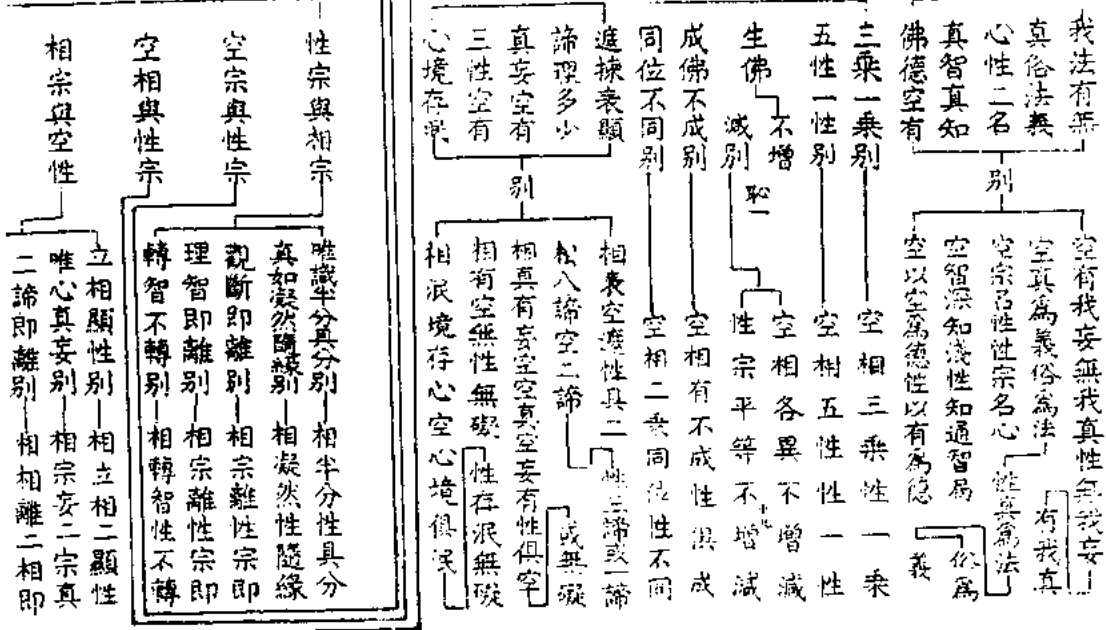 我法有無
真俗法義
心性二名
真智真知
佛德空有
別
空有我妄無我真性無我妄
有我真
空真為義俗為法
性真為法
俗為
義
空宗名性性宗名心
空智深知淺性知通智局
空以空為德性以有為德
三乘一乘別
空相三乘性一乘
五性一性別
空相五性性一性
生佛
不增
減別
恥一
空相各異不增減
性宗平等不增減
成佛不成別
空相有不成性俱成
同位不同別
空相二乘同位性不同
遮揀表顯
諦理多少
真妄空有
三性空有
心境存泯
別
相表空遮性具二
松八諦空二諦
性三諦或一諦
相真有妄空空真空妄有性俱空
或無礙
相有空無性無礙
相泯境存心空心境俱泯
性存泯無礙
性宗與相宗
唯識半分具分別
相半分性具分
真如凝然隨緣別
相凝然性隨緣
觀斷即離別
相宗離性宗即
理智即離別
相宗離性宗即
轉智不轉別
相轉智性不轉
空宗與性宗
空相與性宗
相宗與空性
立相顯性別
相立相二顯性
唯心真妄別
相宗妄二宗真
二諦即離別
相相離二相即